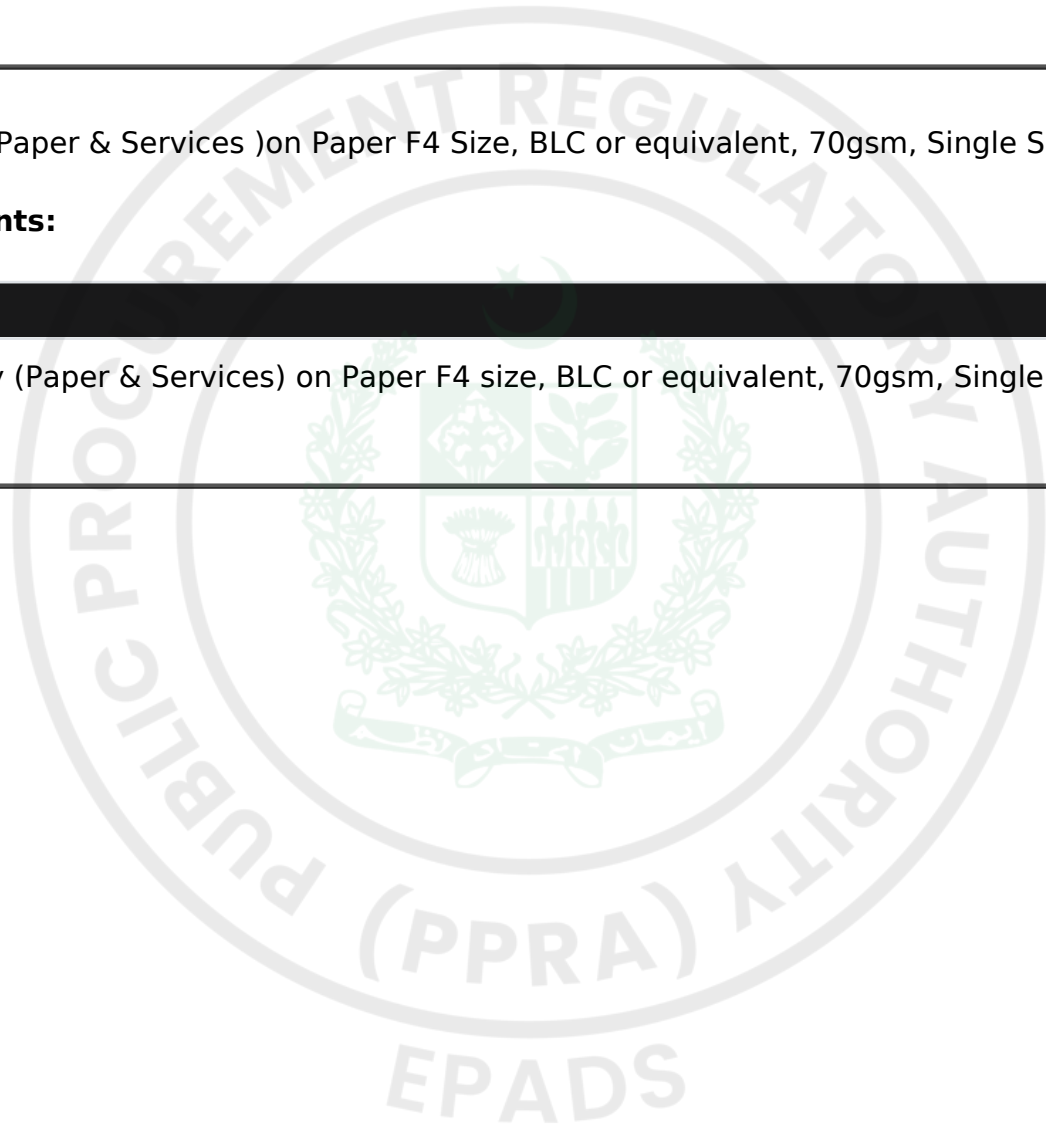 Paper & Services )on Paper F4 Size, BLC or equivalent, 70gsm, Single S
nts:
(Paper & Services) on Paper F4 size, BLC or equivalent, 70gsm, Single
PUBLIC PROCUREMENT REGULATORY AUTHORITY
(PPRA)
EPADS